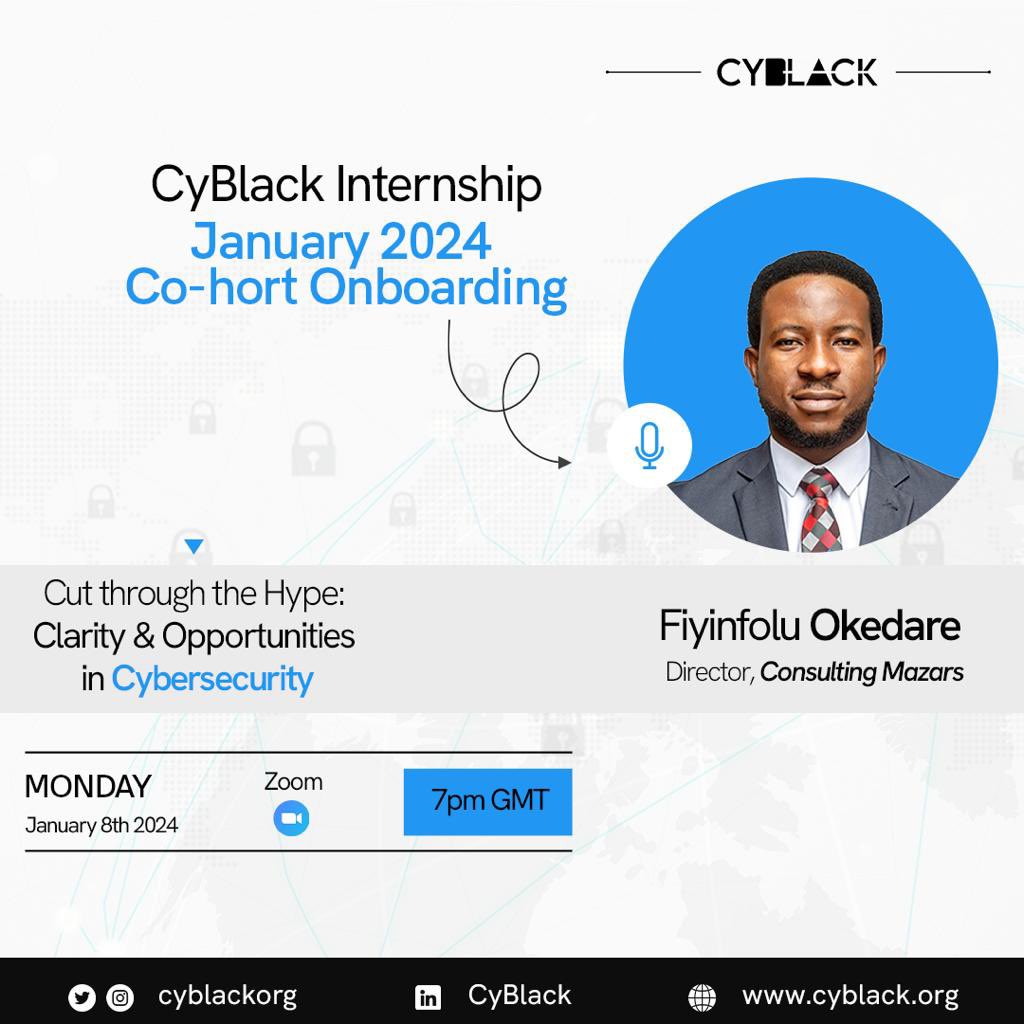 CYBLACK
CyBlack Internship
January 2024
Co-hort Onboarding
Cut through the Hype:
Clarity & Opportunities
in Cybersecurity
Fiyinfolu Okedare
Director, Consulting Mazars
MONDAY
January 8th 2024
Zoom
7pm GMT
cyblackorg
CyBlack
www.cyblack.org